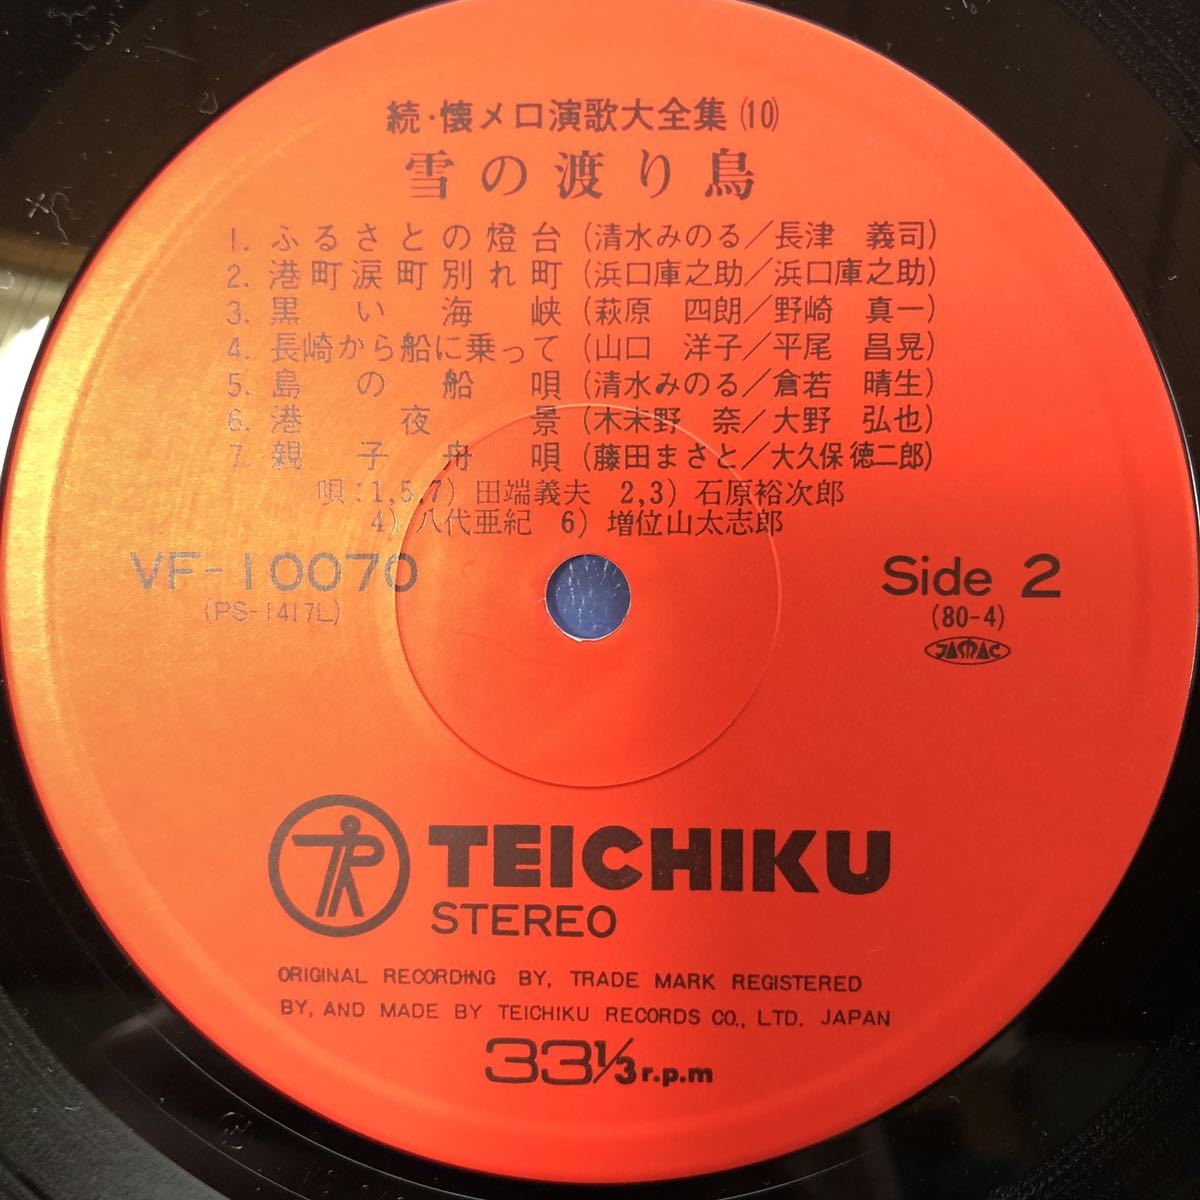 続・懐メロ演歌大全集(10)
雪の渡り鳥
1. ふるさとの燈台(清水みのる/長津 義司)
2. 港町涙町別れ町(浜口庫之助/浜口庫之助)
3. 黒い海峡(萩原 四朗/野崎 真一)
4. 長崎から船に乗って(山口 洋子/平尾 昌晃)
5. 島の船唄(清水みのる/倉若 晴生)
6. 港夜景(木未野 奈/大野 弘也)
7. 親子舟唄(藤田まさと/大久保徳二郎)
唄:1,5,7) 田端義夫 2,3) 石原裕次郎
4) 八代亜紀 6) 増位山太志郎
VF-10070
(PS-1417L)
Side 2
(80-4)
JASMAC
TEICHIKU
STEREO
ORIGINAL RECORDING BY, TRADE MARK REGISTERED
BY, AND MADE BY TEICHIKU RECORDS CO., LTD. JAPAN
33 1/3 r.p.m